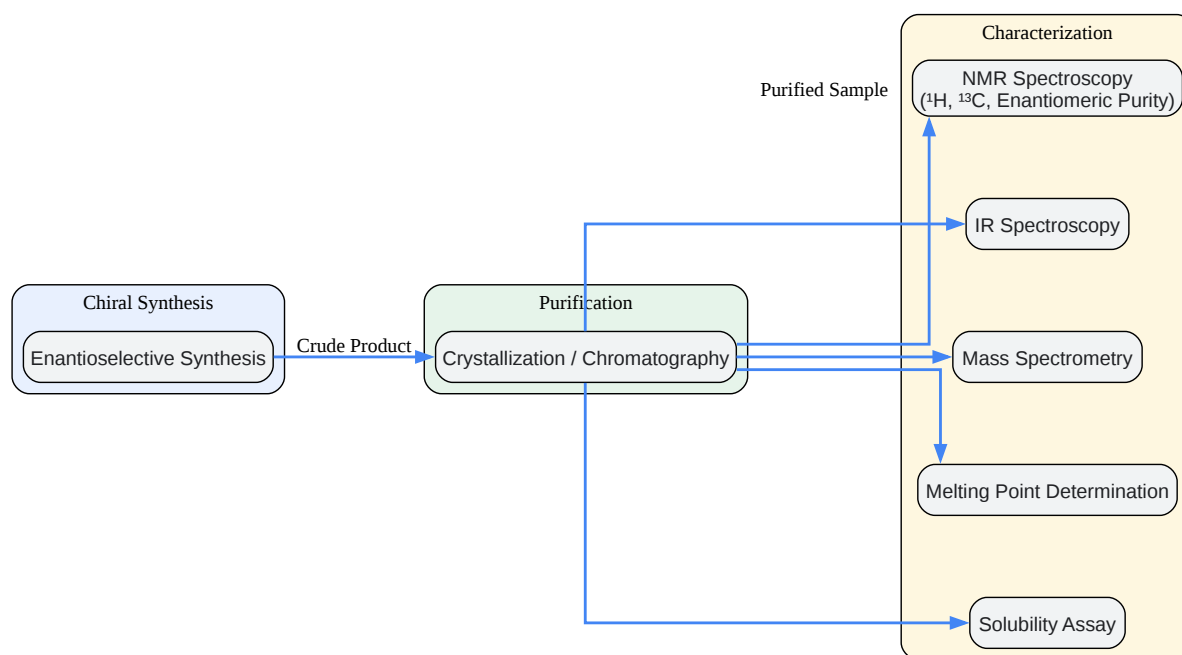 Characterization
Purified Sample
NMR Spectroscopy
(¹H, ¹³C, Enantiomeric Purity)
IR Spectroscopy
Chiral Synthesis
Purification
Enantioselective Synthesis
Crude Product
Crystallization / Chromatography
Mass Spectrometry
Melting Point Determination
Solubility Assay